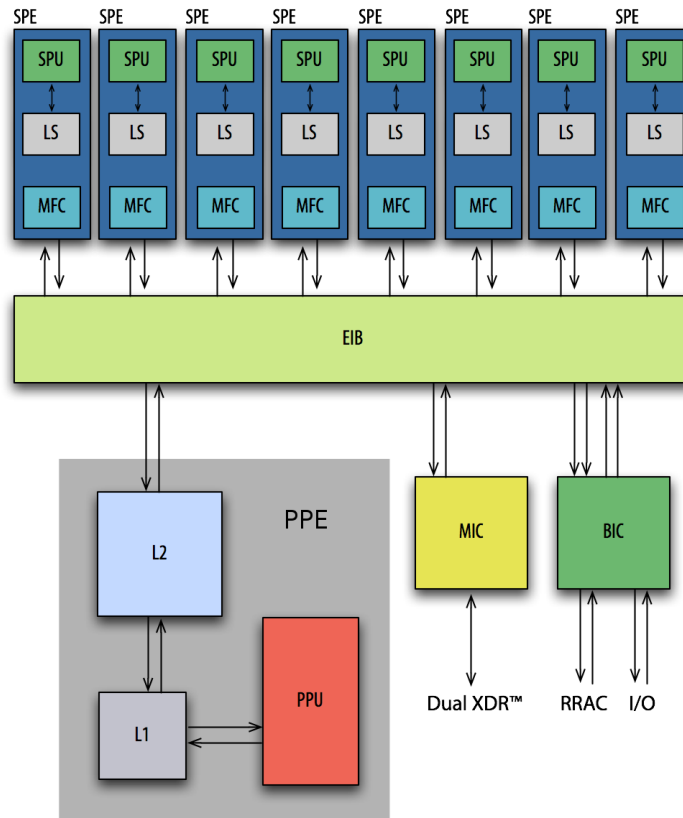 SPE SPE SPE SPE SPE SPE SPE SPE
SPU SPU SPU SPU SPU SPU SPU SPU
LS LS LS LS LS LS LS LS
MFC MFC MFC MFC MFC MFC MFC MFC
EIB
PPE
L2
MIC
BIC
PPU
L1
Dual XDR™ RRAC I/O